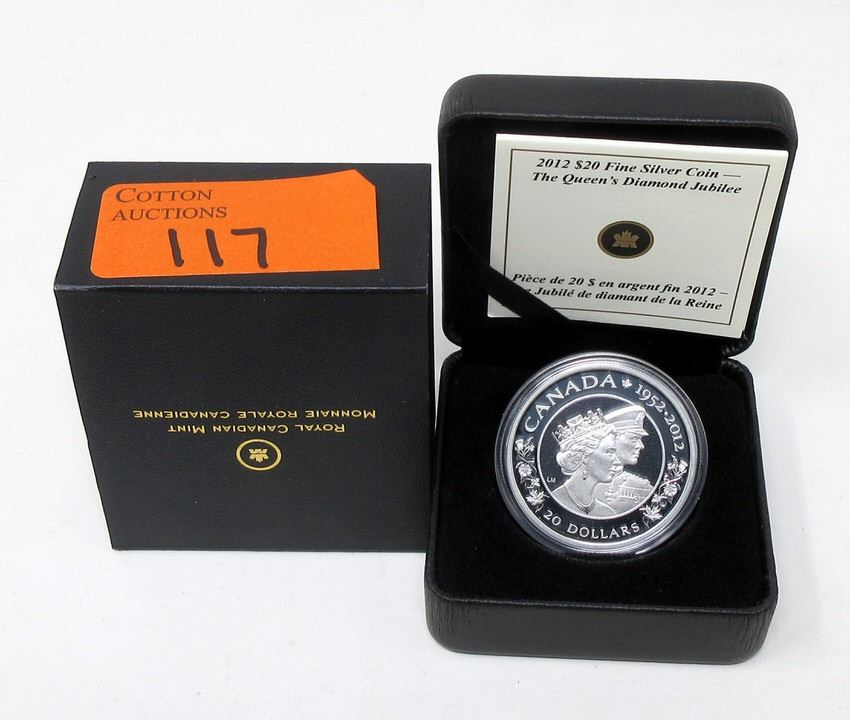 COTTON
AUCTIONS
117
ROYAL CANADIAN MINT
MONNAIE ROYALE CANADIENNE
2012 $20 Fine Silver Coin —
The Queen's Diamond Jubilee
Pièce de 20 $ en argent fin 2012 –
Jubilé de diamant de la Reine
CANADA 1952·2012
LM
20 DOLLARS